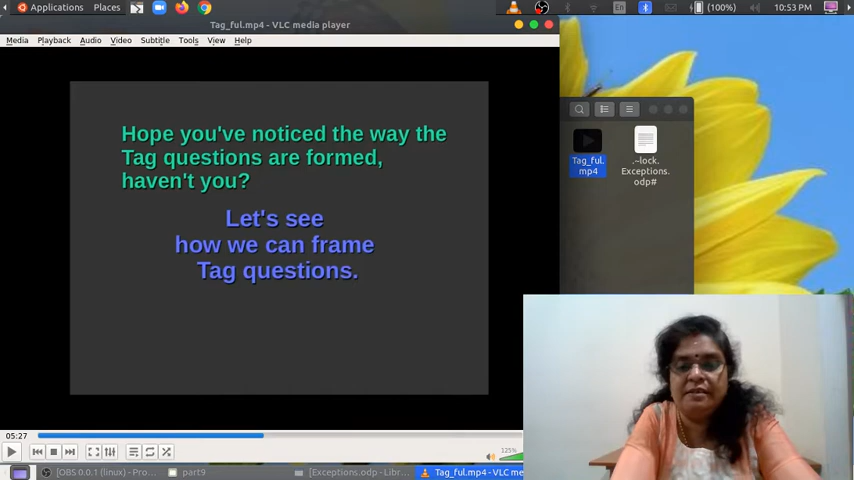 Applications Places En (100%) 10:53 PM
Tag_ful.mp4 - VLC media player
Media Playback Audio Video Subtitle Tools View Help
Hope you've noticed the way the
Tag questions are formed,
haven't you?
Let's see
how we can frame
Tag questions.
Tag_ful.
mp4
.~lock.
Exceptions.
odp#
05:27
125%
[OBS 0.0.1 (linux) - Pro... part9 [Exceptions.odp - Libr... Tag_ful.mp4 - VLC me...